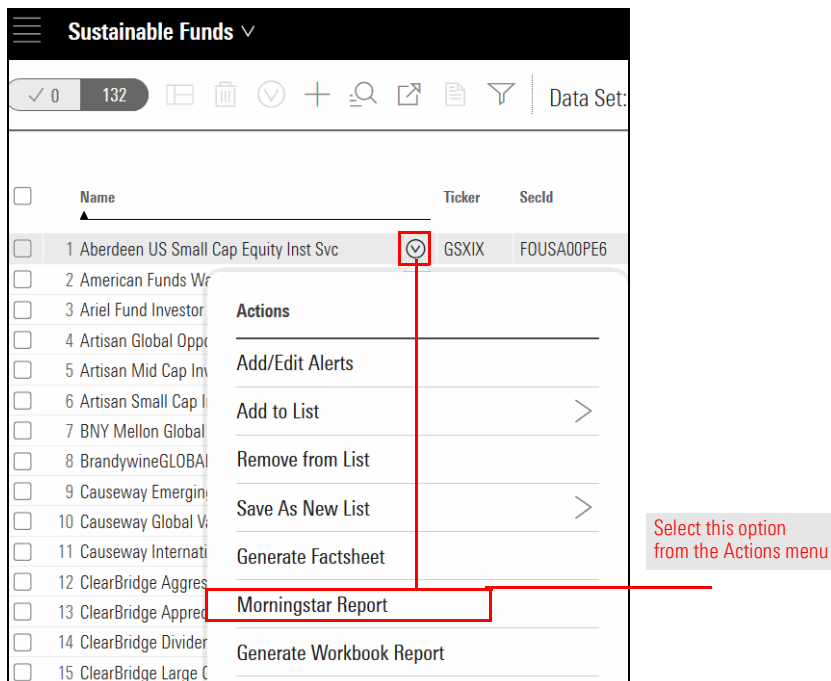 Sustainable Funds
0 132 Data Set:
Name Ticker SecId
1 Aberdeen US Small Cap Equity Inst Svc GSXIX FOUSA00PE6
2 American Funds Wa
3 Ariel Fund Investor
4 Artisan Global Oppo
5 Artisan Mid Cap Inv
6 Artisan Small Cap I
7 BNY Mellon Global
8 BrandywineGLOBAL
9 Causeway Emerging
10 Causeway Global Va
11 Causeway Internati
12 ClearBridge Aggres
13 ClearBridge Apprec
14 ClearBridge Dividen
15 ClearBridge Large C
Actions
Add/Edit Alerts
Add to List
Remove from List
Save As New List
Generate Factsheet
Morningstar Report
Generate Workbook Report
Select this option
from the Actions menu